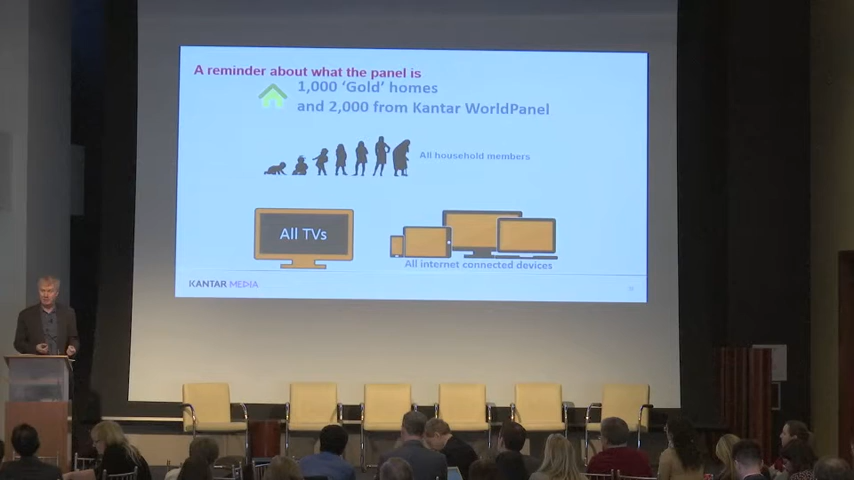 A reminder about what the panel is
1,000 ‘Gold’ homes
and 2,000 from Kantar WorldPanel
All household members
All TVs
All internet connected devices
KANTAR MEDIA